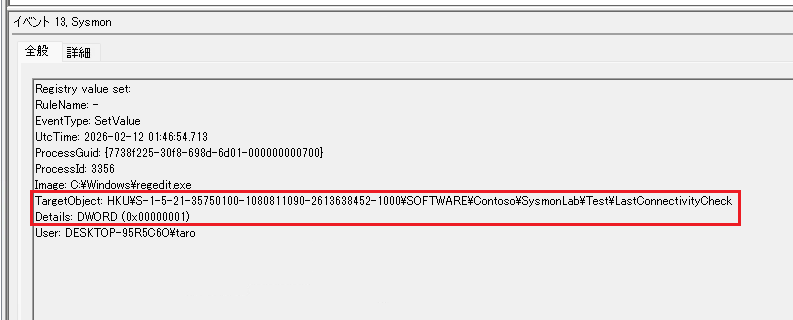 イベント 13, Sysmon
全般 詳細
Registry value set:
RuleName: -
EventType: SetValue
UtcTime: 2026-02-12 01:46:54.713
ProcessGuid: {7738f225-30f8-698d-6d01-000000000700}
ProcessId: 3356
Image: C:¥Windows¥regedit.exe
TargetObject: HKU¥S-1-5-21-35750100-1080811090-2613638452-1000¥SOFTWARE¥Contoso¥SysmonLab¥Test¥LastConnectivityCheck
Details: DWORD (0x00000001)
User: DESKTOP-95R5C6O¥taro